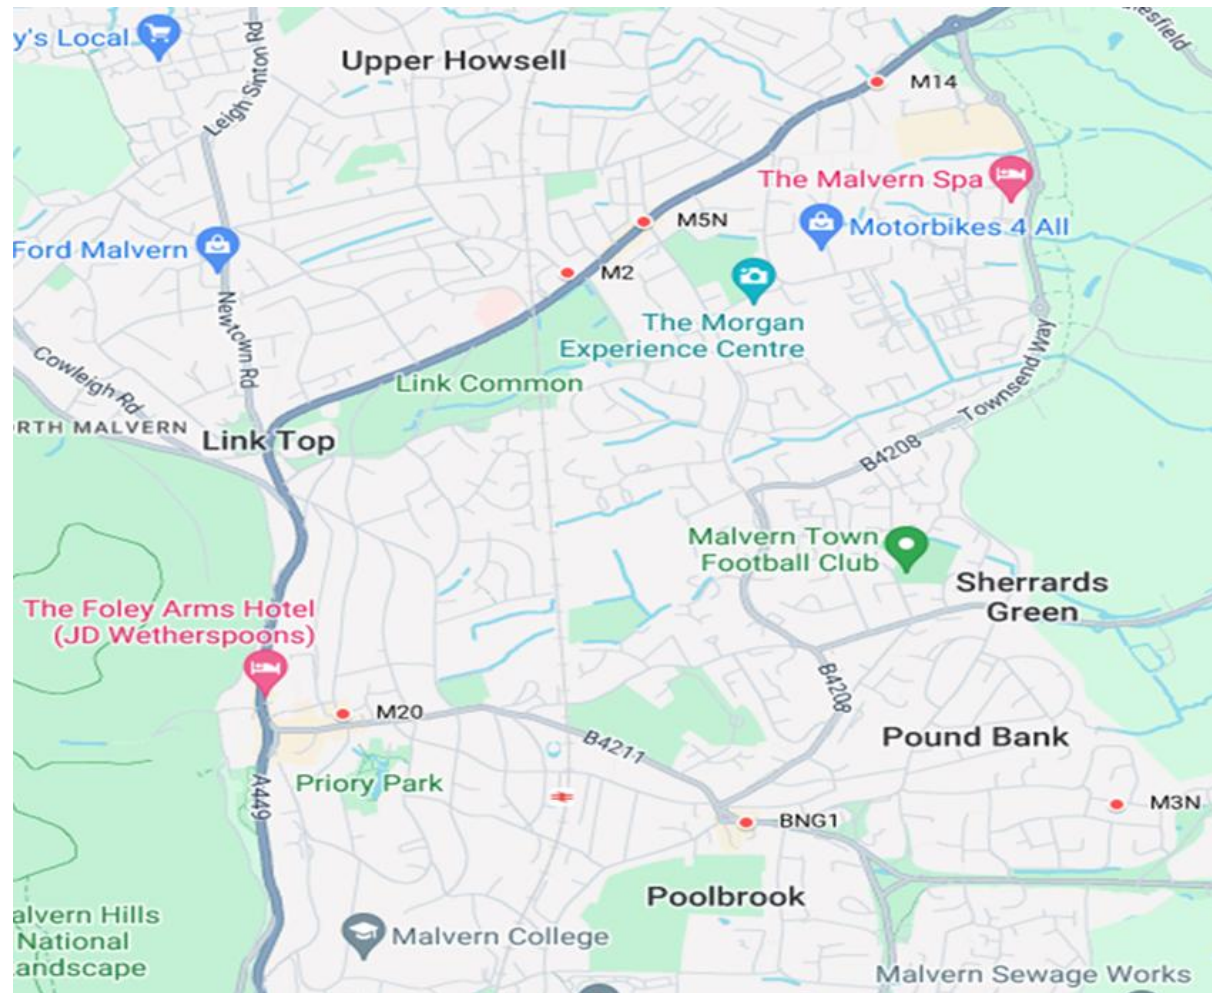 y's Local
Leigh Sinton Rd
Upper Howsell
M14
esfield
The Malvern Spa
M5N
Motorbikes 4 All
Ford Malvern
M2
Newtown Rd
The Morgan
Experience Centre
Cowleigh Rd
Link Common
Townsend Way
RTH MALVERN
Link Top
B4208
Malvern Town
Football Club
Sherrards
Green
The Foley Arms Hotel
(JD Wetherspoons)
B4208
M20
B4211
Pound Bank
Priory Park
A449
BNG1
M3N
Poolbrook
alvern Hills
National
andscape
Malvern College
Malvern Sewage Works